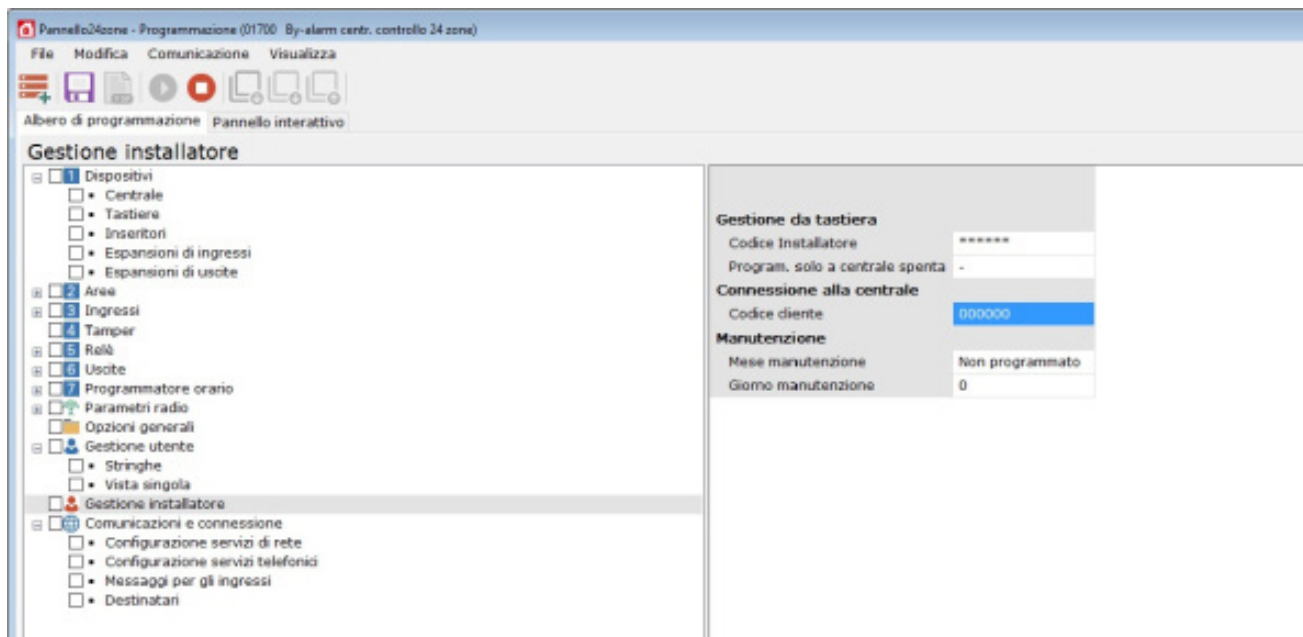 Pannello24zone - Programmazione (01700 By-alarm centr. controllo 24 zone)
File Modifica Comunicazione Visualizza
Albero di programmazione Pannello interattivo
Gestione installatore
1 Dispositivi
• Centrale
• Tastiere
• Inseritori
• Espansioni di ingressi
• Espansioni di uscite
2 Aree
3 Ingressi
4 Tamper
5 Relè
6 Uscite
7 Programmatore orario
Parametri radio
Opzioni generali
Gestione utente
• Stringhe
• Vista singola
Gestione installatore
Comunicazioni e connessione
• Configurazione servizi di rete
• Configurazione servizi telefonici
• Messaggi per gli ingressi
• Destinatari
Gestione da tastiera
Codice Installatore ******
Program. solo a centrale spenta -
Connessione alla centrale
Codice cliente 000000
Manutenzione
Mese manutenzione Non programmato
Giorno manutenzione 0